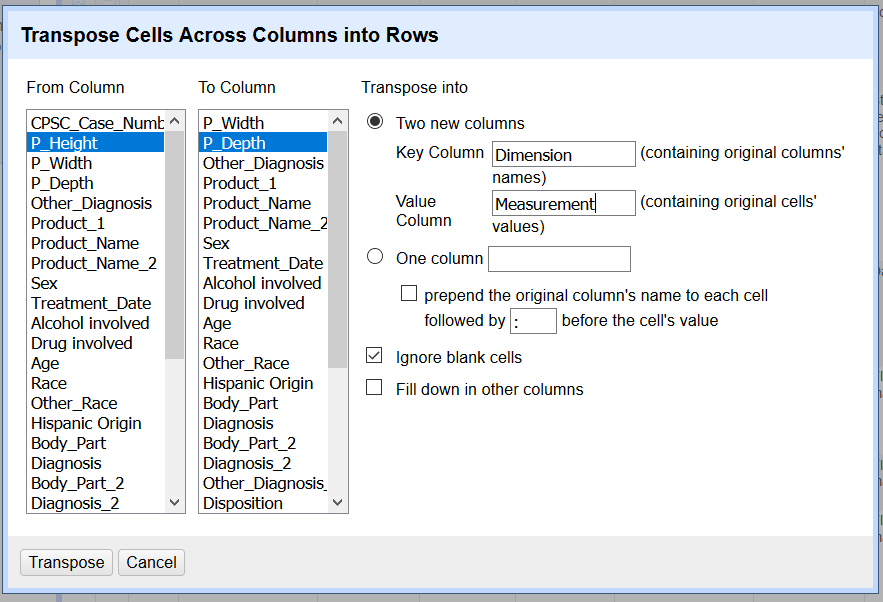 Transpose Cells Across Columns into Rows
From Column
CPSC_Case_Numb
P_Height
P_Width
P_Depth
Other_Diagnosis
Product_1
Product_Name
Product_Name_2
Sex
Treatment_Date
Alcohol involved
Drug involved
Age
Race
Other_Race
Hispanic Origin
Body_Part
Diagnosis
Body_Part_2
Diagnosis_2
To Column
P_Width
P_Depth
Other_Diagnosis
Product_1
Product_Name
Product_Name_2
Sex
Treatment_Date
Alcohol involved
Drug involved
Age
Race
Other_Race
Hispanic Origin
Body_Part
Diagnosis
Body_Part_2
Diagnosis_2
Other_Diagnosis_
Disposition
Transpose into
Two new columns
Key Column Dimension (containing original columns'
names)
Value Column Measurement (containing original cells'
values)
One column
prepend the original column's name to each cell
followed by : before the cell's value
Ignore blank cells
Fill down in other columns
Transpose Cancel